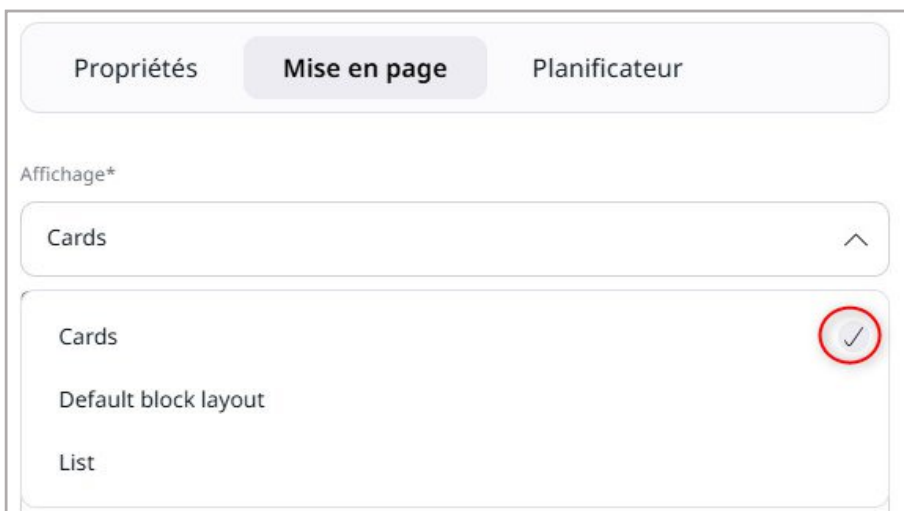 Propriétés Mise en page Planificateur
Affichage*
Cards
Cards
Default block layout
List